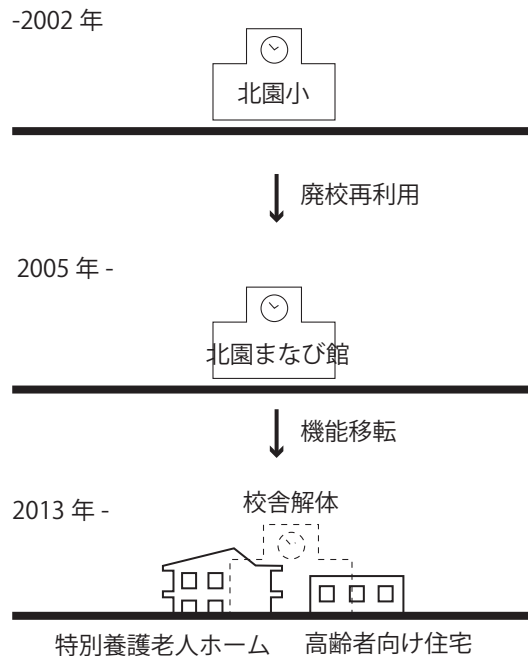 -2002 年
北園小
廃校再利用
2005 年 -
北園まなび館
機能移転
2013 年 -
校舎解体
特別養護老人ホーム
高齢者向け住宅